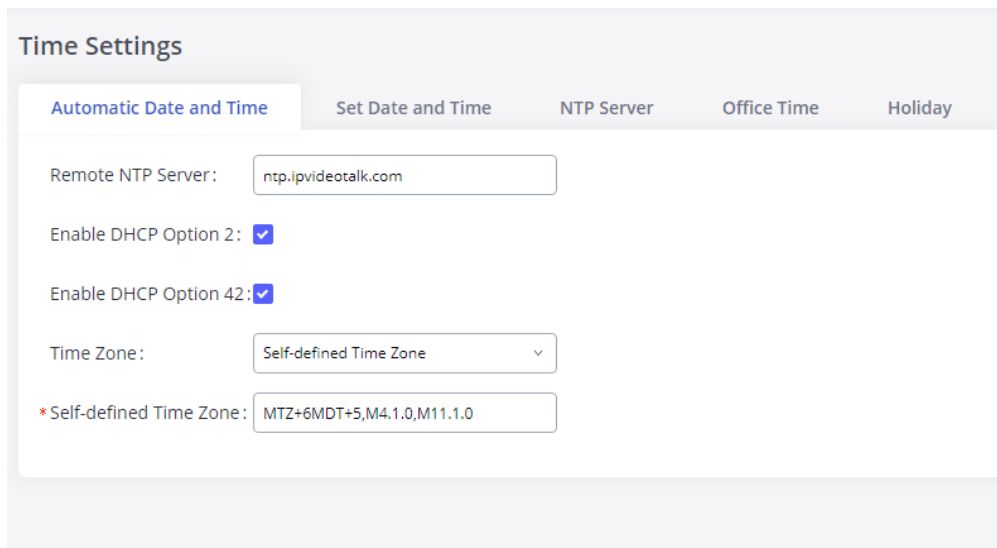 Time Settings
Automatic Date and Time Set Date and Time NTP Server Office Time Holiday
Remote NTP Server: ntp.ipvideotalk.com
Enable DHCP Option 2:
Enable DHCP Option 42:
Time Zone: Self-defined Time Zone
* Self-defined Time Zone: MTZ+6MDT+5,M4.1.0,M11.1.0